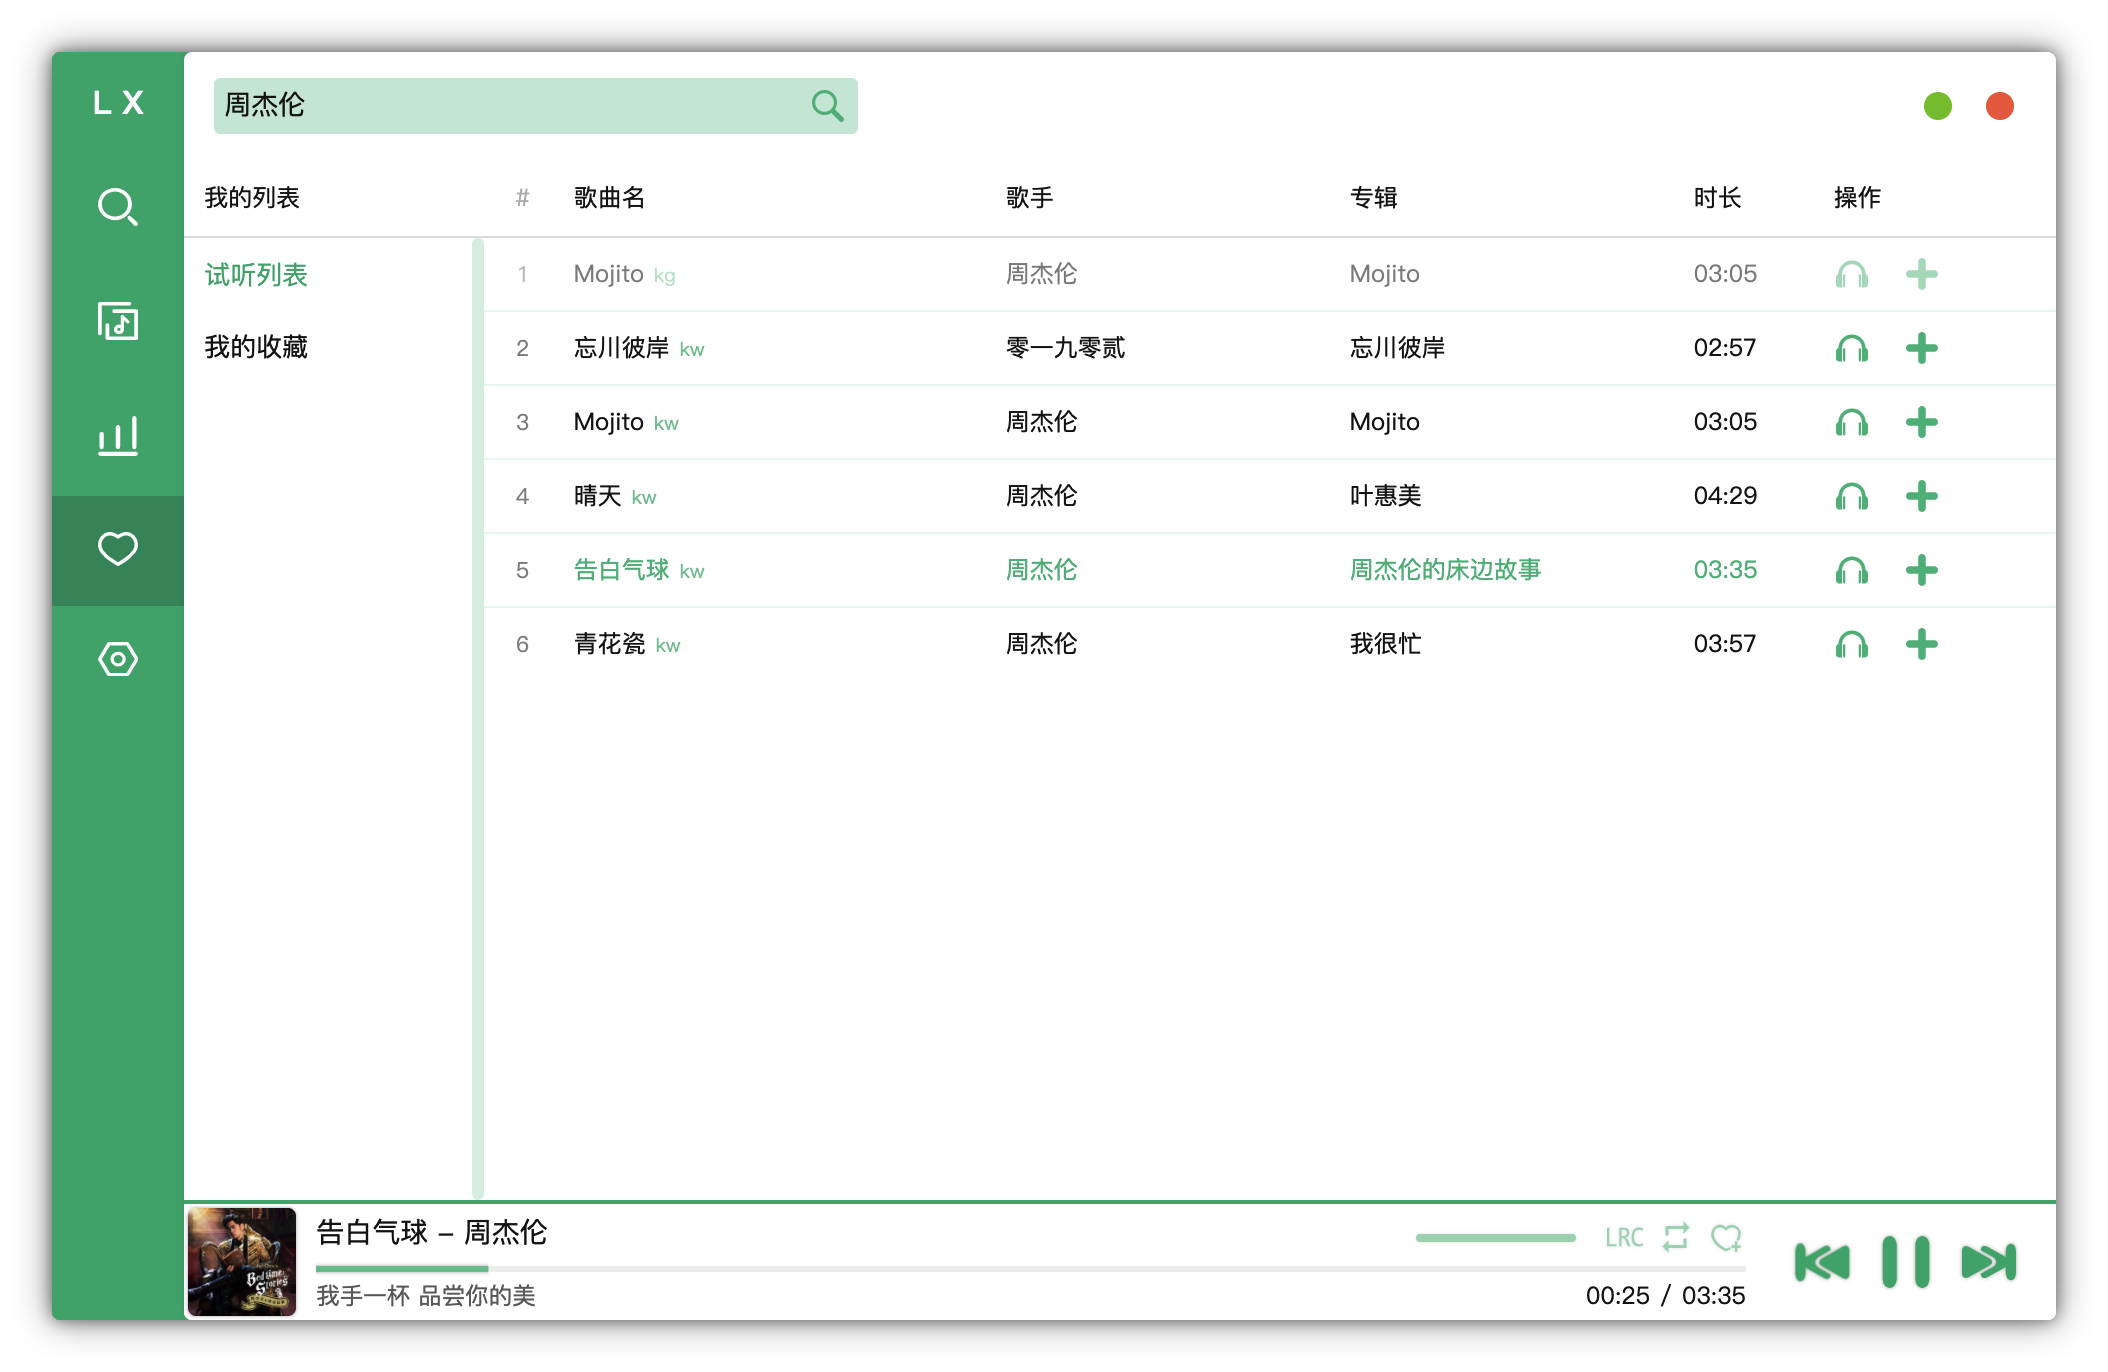 LX
周杰伦
我的列表
# 歌曲名 歌手 专辑 时长 操作
试听列表
我的收藏
1 Mojito kg 周杰伦 Mojito 03:05
2 忘川彼岸 kw 零一九零贰 忘川彼岸 02:57
3 Mojito kw 周杰伦 Mojito 03:05
4 晴天 kw 周杰伦 叶惠美 04:29
5 告白气球 kw 周杰伦 周杰伦的床边故事 03:35
6 青花瓷 kw 周杰伦 我很忙 03:57
Bedtime
Stories
告白气球 – 周杰伦
LRC
我手一杯 品尝你的美
00:25 / 03:35